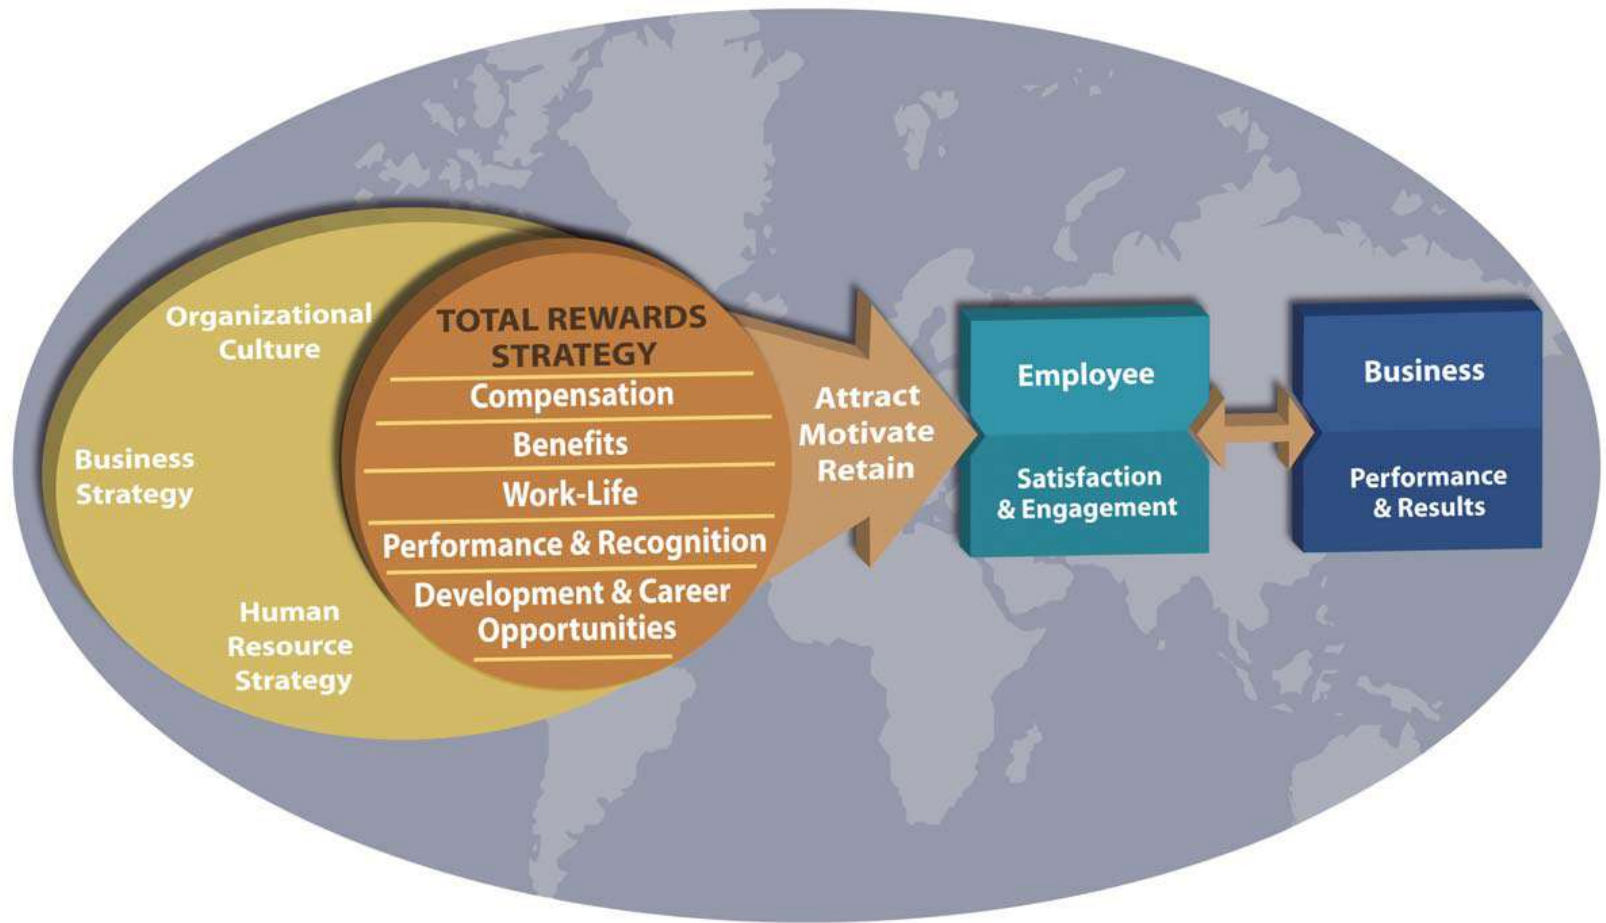 Organizational
Culture
Business
Strategy
Human
Resource
Strategy
TOTAL REWARDS
STRATEGY
Compensation
Benefits
Work-Life
Performance & Recognition
Development & Career
Opportunities
Attract
Motivate
Retain
Employee
Satisfaction
& Engagement
Business
Performance
& Results